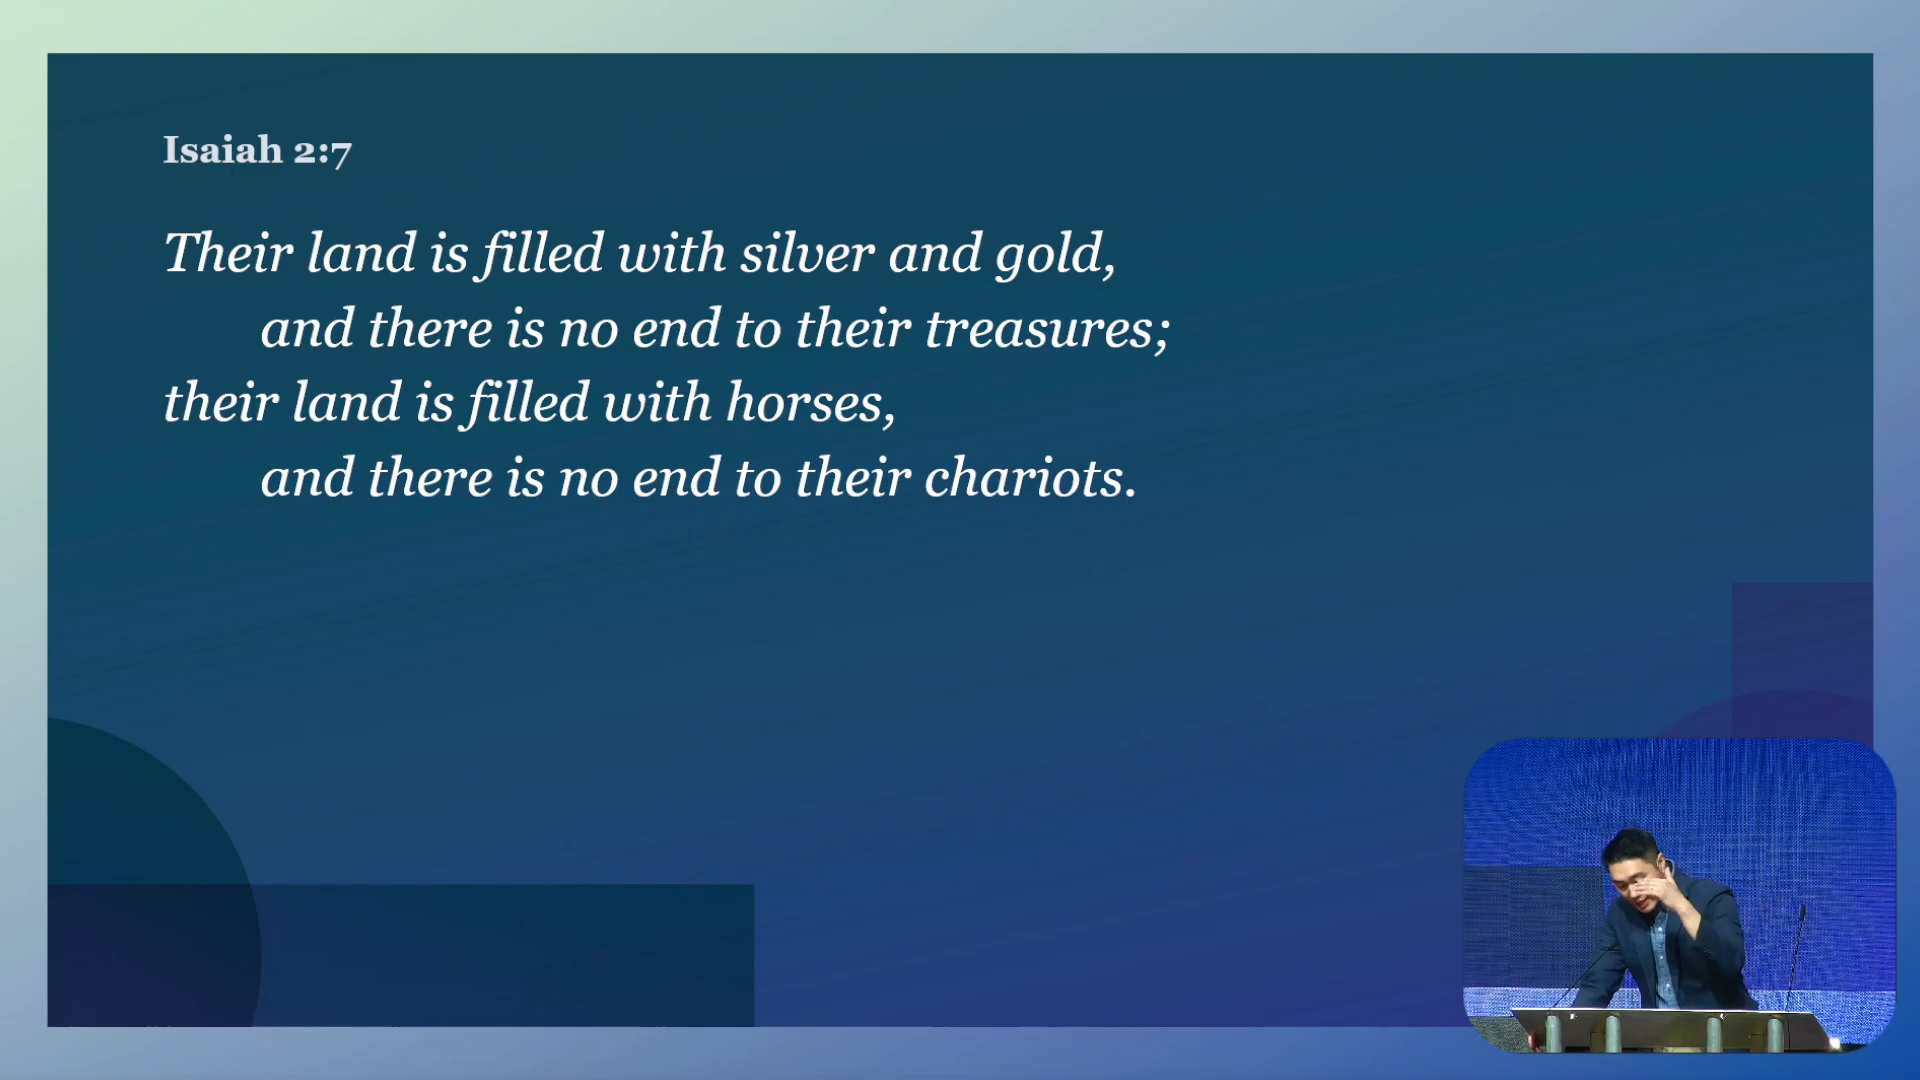 Isaiah 2:7
Their land is filled with silver and gold,
and there is no end to their treasures;
their land is filled with horses,
and there is no end to their chariots.